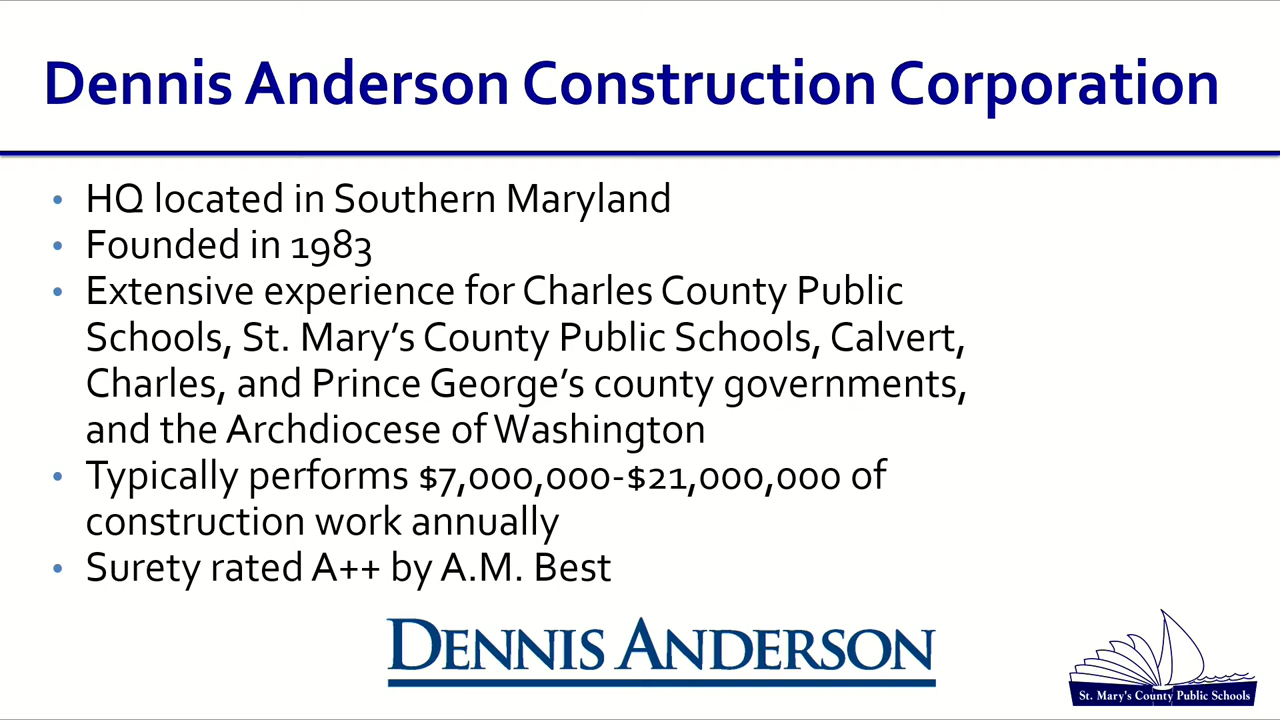 Dennis Anderson Construction Corporation
• HQ located in Southern Maryland
• Founded in 1983
• Extensive experience for Charles County Public
Schools, St. Mary’s County Public Schools, Calvert,
Charles, and Prince George’s county governments,
and the Archdiocese of Washington
• Typically performs $7,000,000-$21,000,000 of
construction work annually
• Surety rated A++ by A.M. Best
DENNIS ANDERSON
St. Mary's County Public Schools